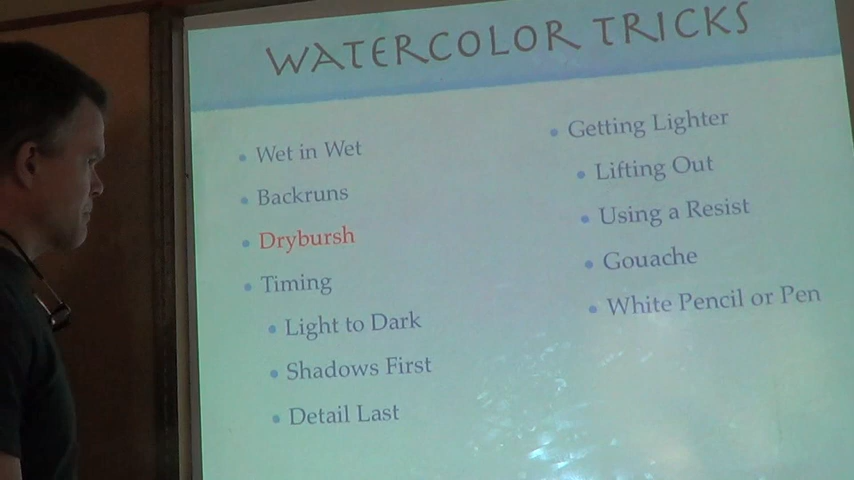 WATERCOLOR TRICKS
Wet in Wet
Backruns
Drybursh
Timing
Light to Dark
Shadows First
Detail Last
Getting Lighter
Lifting Out
Using a Resist
Gouache
White Pencil or Pen